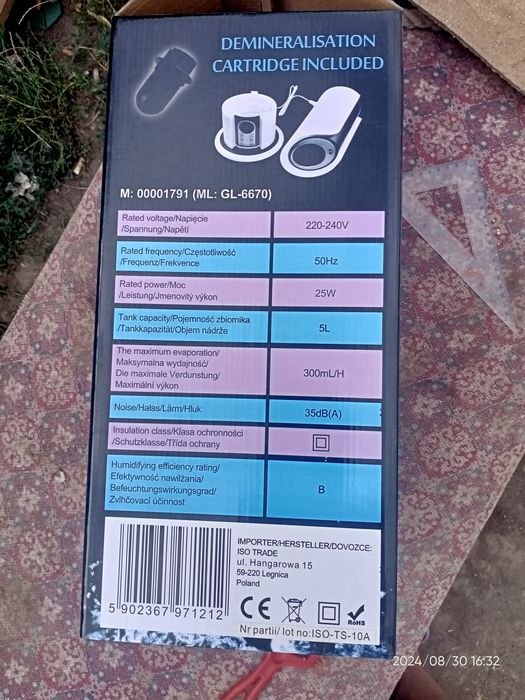 DEMINERALISATION
CARTRIDGE INCLUDED
M: 00001791 (ML: GL-6670)
Rated voltage/Napięcie
/Spannung/Napětí
220-240V
Rated frequency/Częstotliwość
/Frequenz/Frekvence
50Hz
Rated power/Moc
/Leistung/Jmenovitý výkon
25W
Tank capacity/Pojemność zbiornika
/Tankkapazität/Objem nádrže
5L
The maximum evaporation/
Maksymalna wydajność/
Die maximale Verdunstung/
Maximální výkon
300mL/H
Noise/Hałas/Lärm/Hluk
35dB(A)
Insulation class/Klasa ochronności
/Schutzklasse/Třída ochrany
Humidifying efficiency rating/
Efektywność nawilżania/
Befeuchtungswirkungsgrad/
Zvlhčovací účinnost
B
IMPORTER/HERSTELLER/DOVOZCE:
ISO TRADE
ul. Hangarowa 15
59-220 Legnica
Poland
5 902367 971212
CE
RoHS
Nr partii/ lot no:ISO-TS-10A
2024/08/30 16:32